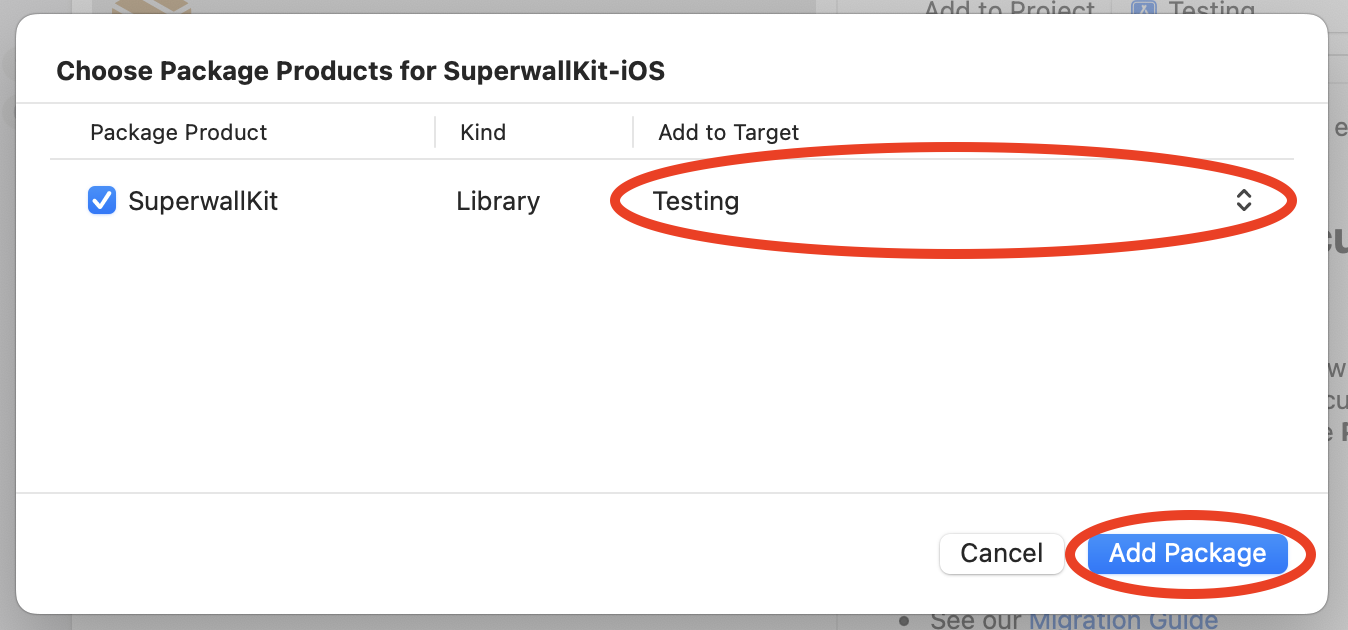 Add to Project Testing
Choose Package Products for SuperwallKit-iOS
Package Product Kind Add to Target
SuperwallKit Library Testing
Cancel Add Package
See our Migration Guide